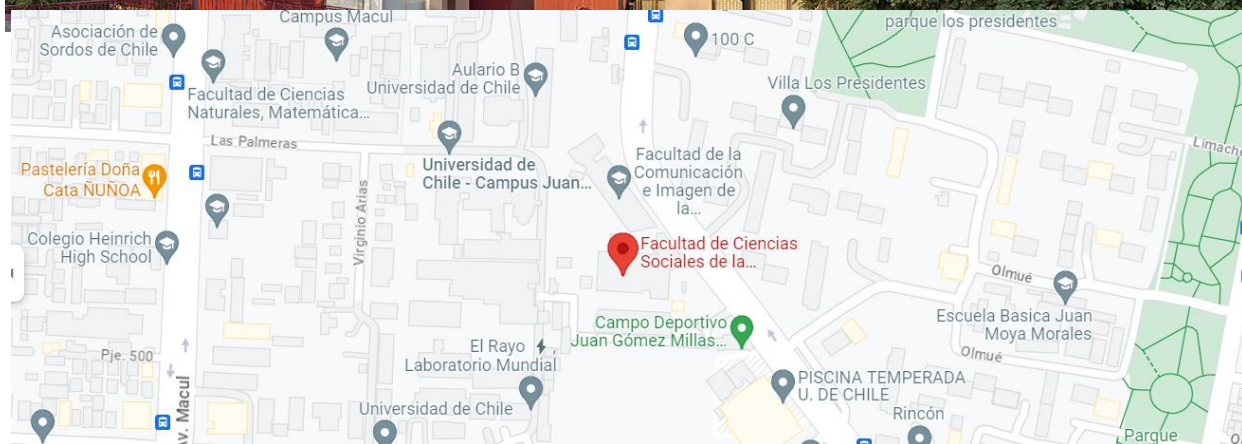 Campus Macul
Asociación de
Sordos de Chile
100 C
parque los presidentes
Aulario B
Universidad de Chile
Facultad de Ciencias
Naturales, Matemática...
Villa Los Presidentes
Las Palmeras
Limache
Universidad de
Chile - Campus Juan...
Facultad de la
Comunicación
e Imagen de
la...
Pastelería Doña
Cata ÑUÑOA
Virginio Arias
Colegio Heinrich
High School
Facultad de Ciencias
Sociales de la...
Olmué
Escuela Basica Juan
Moya Morales
Campo Deportivo
Juan Gómez Millas...
El Rayo
Laboratorio Mundial
Pje. 500
Olmué
Av. Macul
PISCINA TEMPERADA
U. DE CHILE
Universidad de Chile
Rincón
Parque